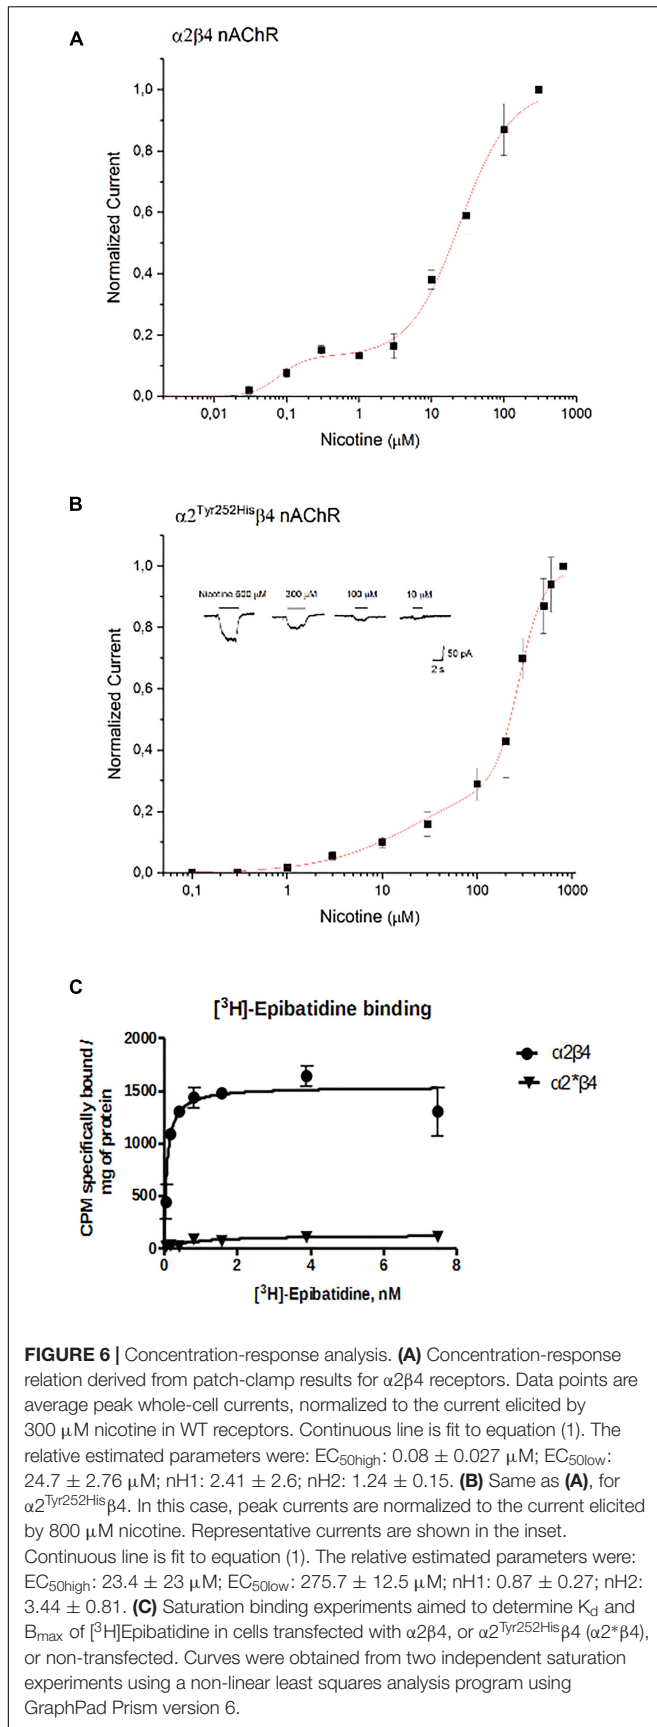 A
α2β4 nAChR
1,0
0,8
0,6
0,4
0,2
0,0
Normalized Current
0,01 0,1 1 10 100 1000
Nicotine (μM)
B
α2Tyr252Hisβ4 nAChR
1,0
0,8
0,6
0,4
0,2
0,0
Normalized Current
Nicotine 600 μM 300 μM 100 μM 10 μM
50 pA
2 s
0,1 1 10 100 1000
Nicotine (μM)
C
[3H]-Epibatidine binding
2000
1500
1000
500
0
CPM specifically bound /
mg of protein
α2β4
α2*β4
0 2 4 6 8
[3H]-Epibatidine, nM
FIGURE 6 | Concentration-response analysis. (A) Concentration-response
relation derived from patch-clamp results for α2β4 receptors. Data points are
average peak whole-cell currents, normalized to the current elicited by
300 μM nicotine in WT receptors. Continuous line is fit to equation (1). The
relative estimated parameters were: EC50high: 0.08 ± 0.027 μM; EC50low:
24.7 ± 2.76 μM; nH1: 2.41 ± 2.6; nH2: 1.24 ± 0.15. (B) Same as (A), for
α2Tyr252Hisβ4. In this case, peak currents are normalized to the current elicited
by 800 μM nicotine. Representative currents are shown in the inset.
Continuous line is fit to equation (1). The relative estimated parameters were:
EC50high: 23.4 ± 23 μM; EC50low: 275.7 ± 12.5 μM; nH1: 0.87 ± 0.27; nH2:
3.44 ± 0.81. (C) Saturation binding experiments aimed to determine Kd and
Bmax of [3H]Epibatidine in cells transfected with α2β4, or α2Tyr252Hisβ4 (α2*β4),
or non-transfected. Curves were obtained from two independent saturation
experiments using a non-linear least squares analysis program using
GraphPad Prism version 6.